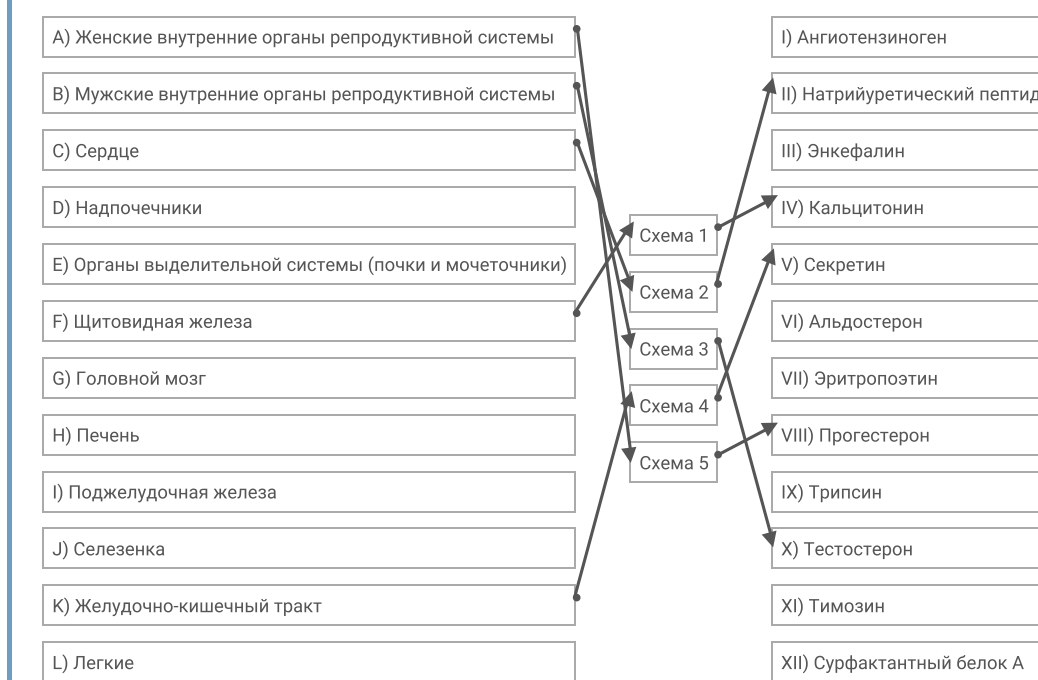 A) Женские внутренние органы репродуктивной системы
B) Мужские внутренние органы репродуктивной системы
C) Сердце
D) Надпочечники
E) Органы выделительной системы (почки и мочеточники)
F) Щитовидная железа
G) Головной мозг
H) Печень
I) Поджелудочная железа
J) Селезенка
K) Желудочно-кишечный тракт
L) Легкие
Схема 1
Схема 2
Схема 3
Схема 4
Схема 5
I) Ангиотензиноген
II) Натрийуретический пептид
III) Энкефалин
IV) Кальцитонин
V) Секретин
VI) Альдостерон
VII) Эритропоэтин
VIII) Прогестерон
IX) Трипсин
X) Тестостерон
XI) Тимозин
XII) Сурфактантный белок А